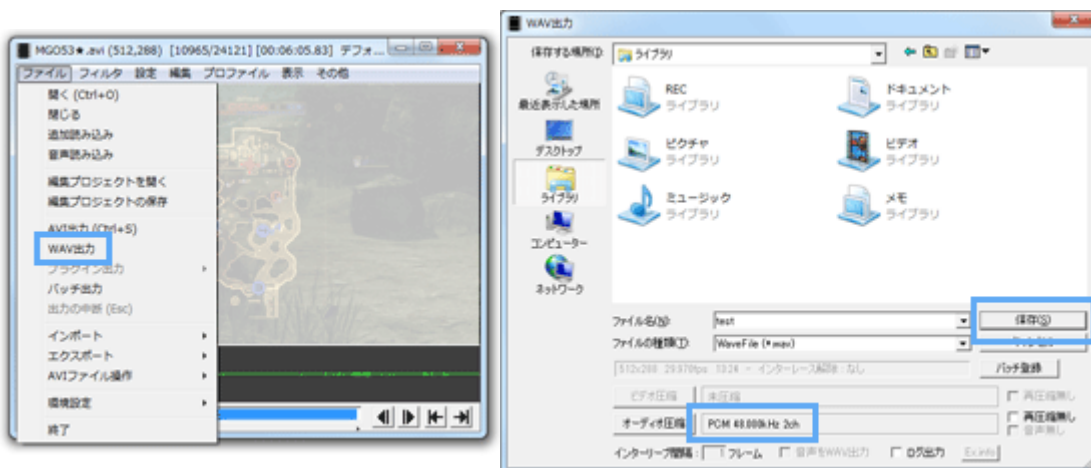 MGO53★.avi (512,288) [10965/24121] [00:06:05.83] デフォ...
ファイル フィルタ 設定 編集 プロファイル 表示 その他
開く (Ctrl+O)
閉じる
追加読み込み
音声読み込み
編集プロジェクトを開く
編集プロジェクトの保存
AVI出力 (Ctrl+S)
WAV出力
プラグイン出力
バッチ出力
出力の中断 (Esc)
インポート
エクスポート
AVIファイル操作
環境設定
終了
WAV出力
保存する場所(I):
ライブラリ
最近表示した場所
デスクトップ
ライブラリ
コンピューター
ネットワーク
REC
ライブラリ
ドキュメント
ライブラリ
ピクチャ
ライブラリ
ビデオ
ライブラリ
ミュージック
ライブラリ
メモ
ライブラリ
ファイル名(N):
test
保存(S)
ファイルの種類(T):
WaveFile (*.wav)
512x288 29.970fps 13:24 - インターレース解除 : なし
バッチ登録
ビデオ圧縮
未圧縮
再圧縮無し
オーディオ圧縮
PCM 48.000kHz 2ch
再圧縮無し
音声無し
インターリーブ間隔 : 1 フレーム
音声をWAV出力
ログ出力
Ex.info